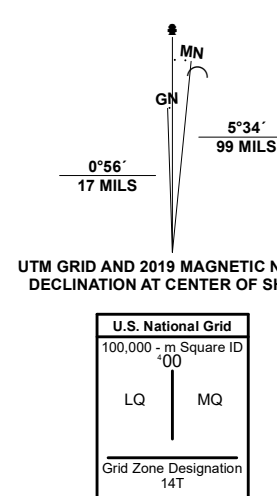 MN
GN
5°34´
99 MILS
0°56´
17 MILS
UTM GRID AND 2019 MAGNETIC N
DECLINATION AT CENTER OF SH
U.S. National Grid
100,000 - m Square ID
⁴00
LQ MQ
Grid Zone Designation
14T